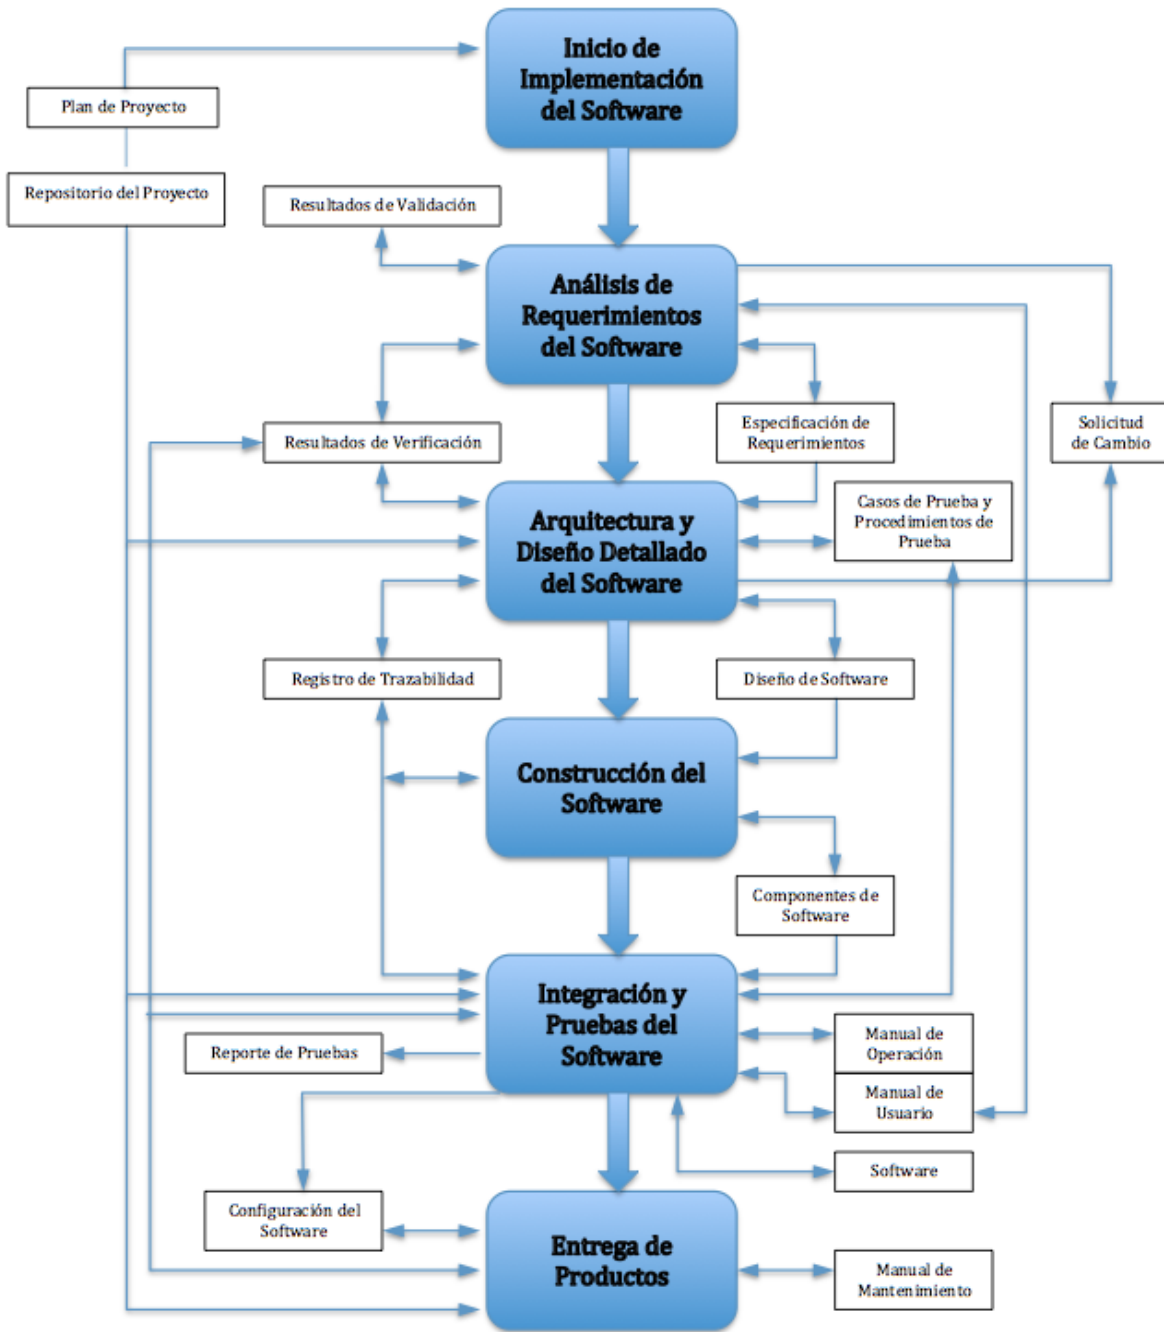 Inicio de
Implementación
del Software
Plan de Proyecto
Repositorio del Proyecto
Resultados de Validación
Análisis de
Requerimientos
del Software
Resultados de Verificación
Especificación de
Requerimientos
Solicitud
de Cambio
Arquitectura y
Diseño Detallado
del Software
Casos de Prueba y
Procedimientos de
Prueba
Registro de Trazabilidad
Diseño de Software
Construcción del
Software
Componentes de
Software
Integración y
Pruebas del
Software
Reporte de Pruebas
Manual de
Operación
Manual de
Usuario
Software
Configuración del
Software
Entrega de
Productos
Manual de
Mantenimiento